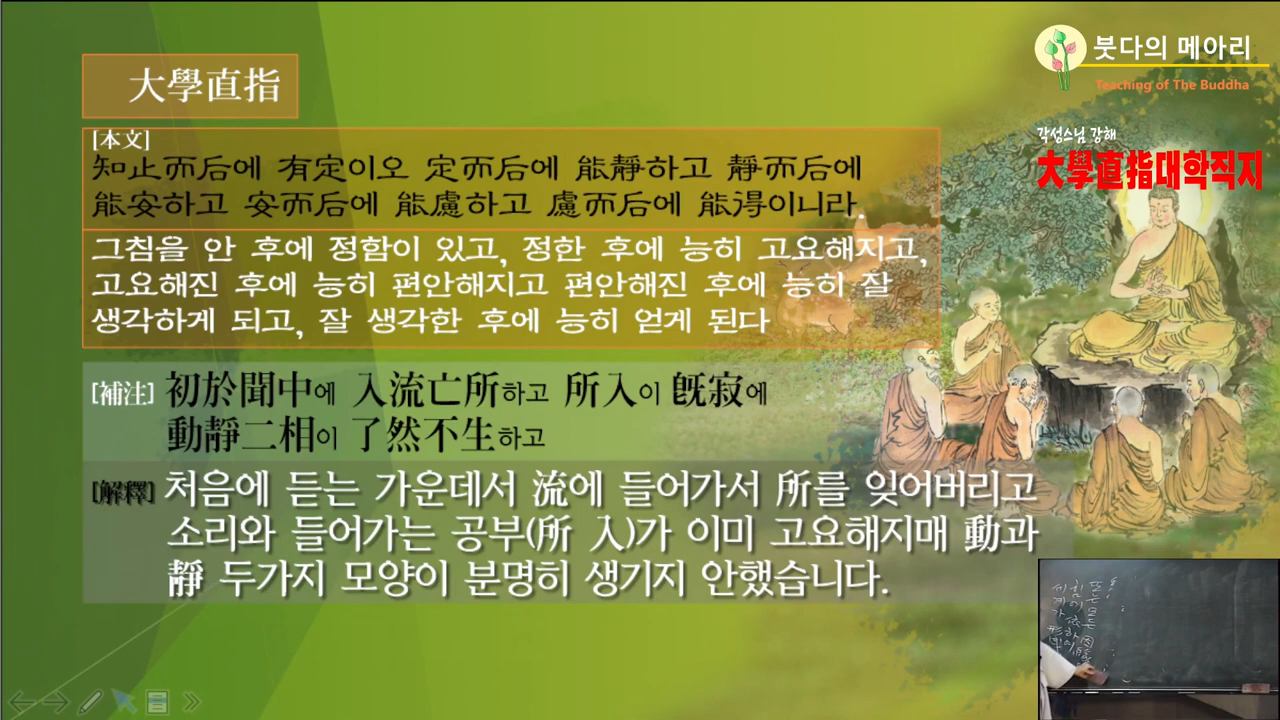 大學直指
[本文]
知止而后에 有定이오 定而后에 能靜하고 靜而后에
能安하고 安而后에 能慮하고 慮而后에 能得이니라.
그침을 안 후에 정함이 있고, 정한 후에 능히 고요해지고,
고요해진 후에 능히 편안해지고 편안해진 후에 능히 잘
생각하게 되고, 잘 생각한 후에 능히 얻게 된다
[補注] 初於聞中에 入流亡所하고 所入이 旣寂에
動靜二相이 了然不生하고
[解釋] 처음에 듣는 가운데서 流에 들어가서 所를 잊어버리고
소리와 들어가는 공부(所 入)가 이미 고요해지매 動과
靜 두가지 모양이 분명히 생기지 안했습니다.
붓다의 메아리
Teaching of The Buddha
각성스님 강해
大學直指대학직지